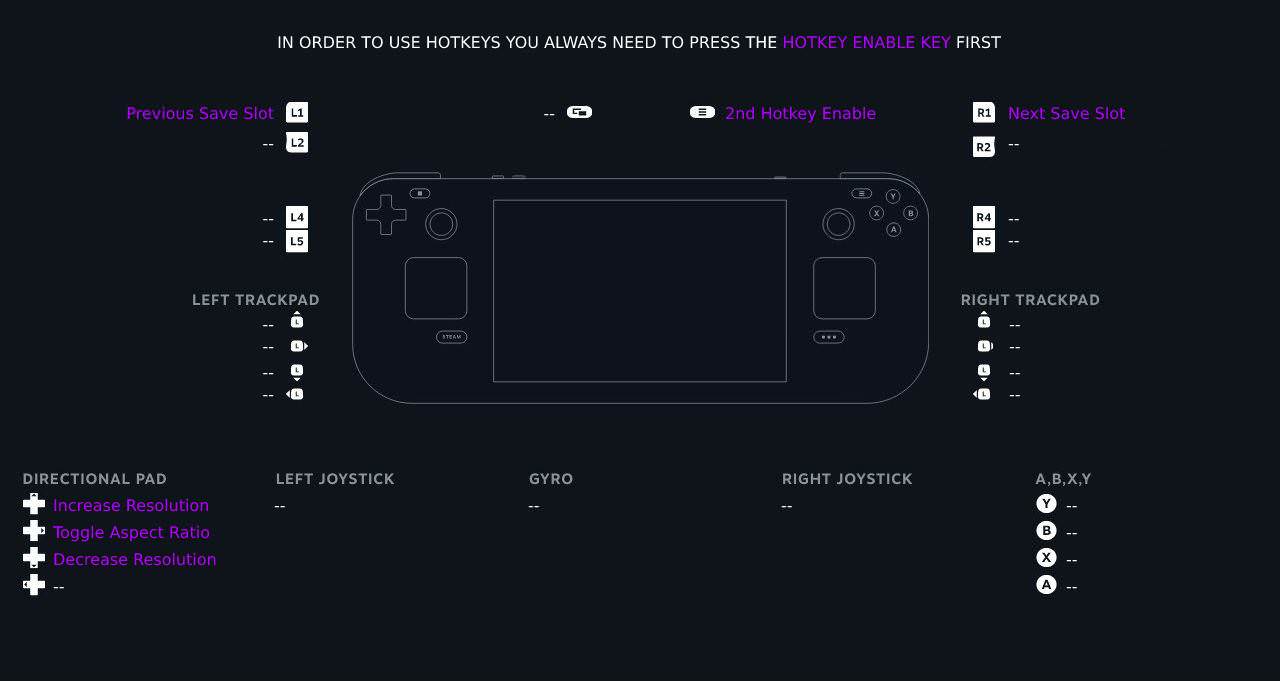 IN ORDER TO USE HOTKEYS YOU ALWAYS NEED TO PRESS THE HOTKEY ENABLE KEY FIRST
Previous Save Slot L1
-- L2
--
2nd Hotkey Enable
R1 Next Save Slot
R2 --
-- L4
-- L5
R4 --
R5 --
Y
X B
A
STEAM
LEFT TRACKPAD
-- L
-- L
-- L
-- L
RIGHT TRACKPAD
L --
L --
L --
L --
DIRECTIONAL PAD
Increase Resolution
Toggle Aspect Ratio
Decrease Resolution
--
LEFT JOYSTICK
--
GYRO
--
RIGHT JOYSTICK
--
A,B,X,Y
Y --
B --
X --
A --